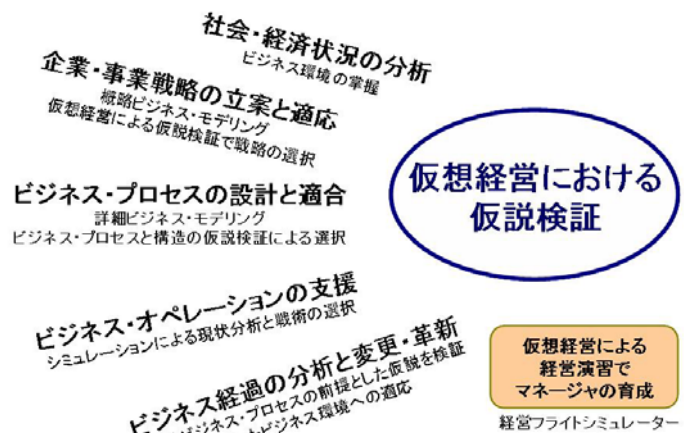 社会・経済状況の分析
ビジネス環境の掌握
企業・事業戦略の立案と適応
概略ビジネス・モデリング
仮想経営による仮説検証で戦略の選択
ビジネス・プロセスの設計と適合
詳細ビジネス・モデリング
ビジネス・プロセスと構造の仮説検証による選択
ビジネス・オペレーションの支援
シミュレーションによる現状分析と戦術の選択
ビジネス経過の分析と変更・革新
ビジネス・プロセスの前提とした仮説を検証
ビジネス環境への適応
仮想経営における
仮説検証
仮想経営による
経営演習で
マネージャの育成
経営フライトシミュレーター